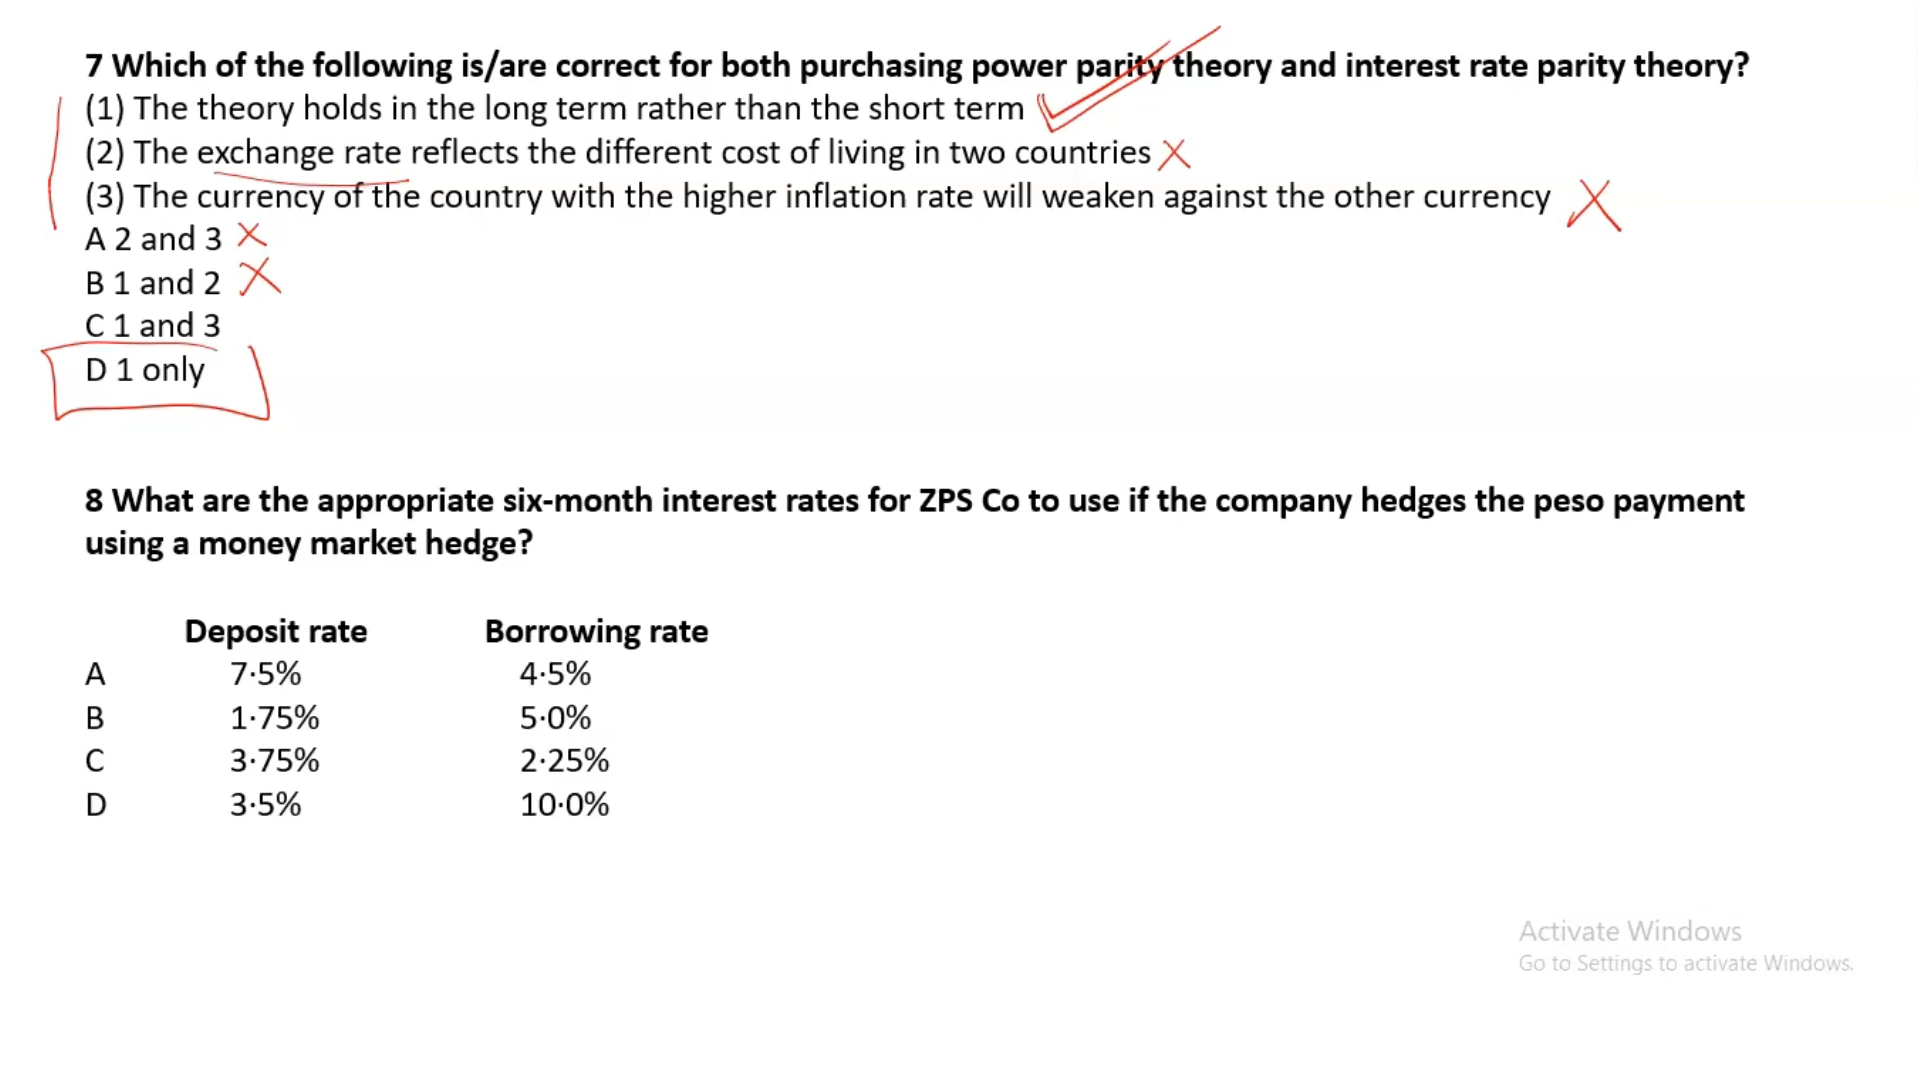 7 Which of the following is/are correct for both purchasing power parity theory and interest rate parity theory?
(1) The theory holds in the long term rather than the short term
(2) The exchange rate reflects the different cost of living in two countries
(3) The currency of the country with the higher inflation rate will weaken against the other currency
A 2 and 3
B 1 and 2
C 1 and 3
D 1 only
8 What are the appropriate six-month interest rates for ZPS Co to use if the company hedges the peso payment
using a money market hedge?
Deposit rate Borrowing rate
A 7·5% 4·5%
B 1·75% 5·0%
C 3·75% 2·25%
D 3·5% 10·0%
Activate Windows
Go to Settings to activate Windows.